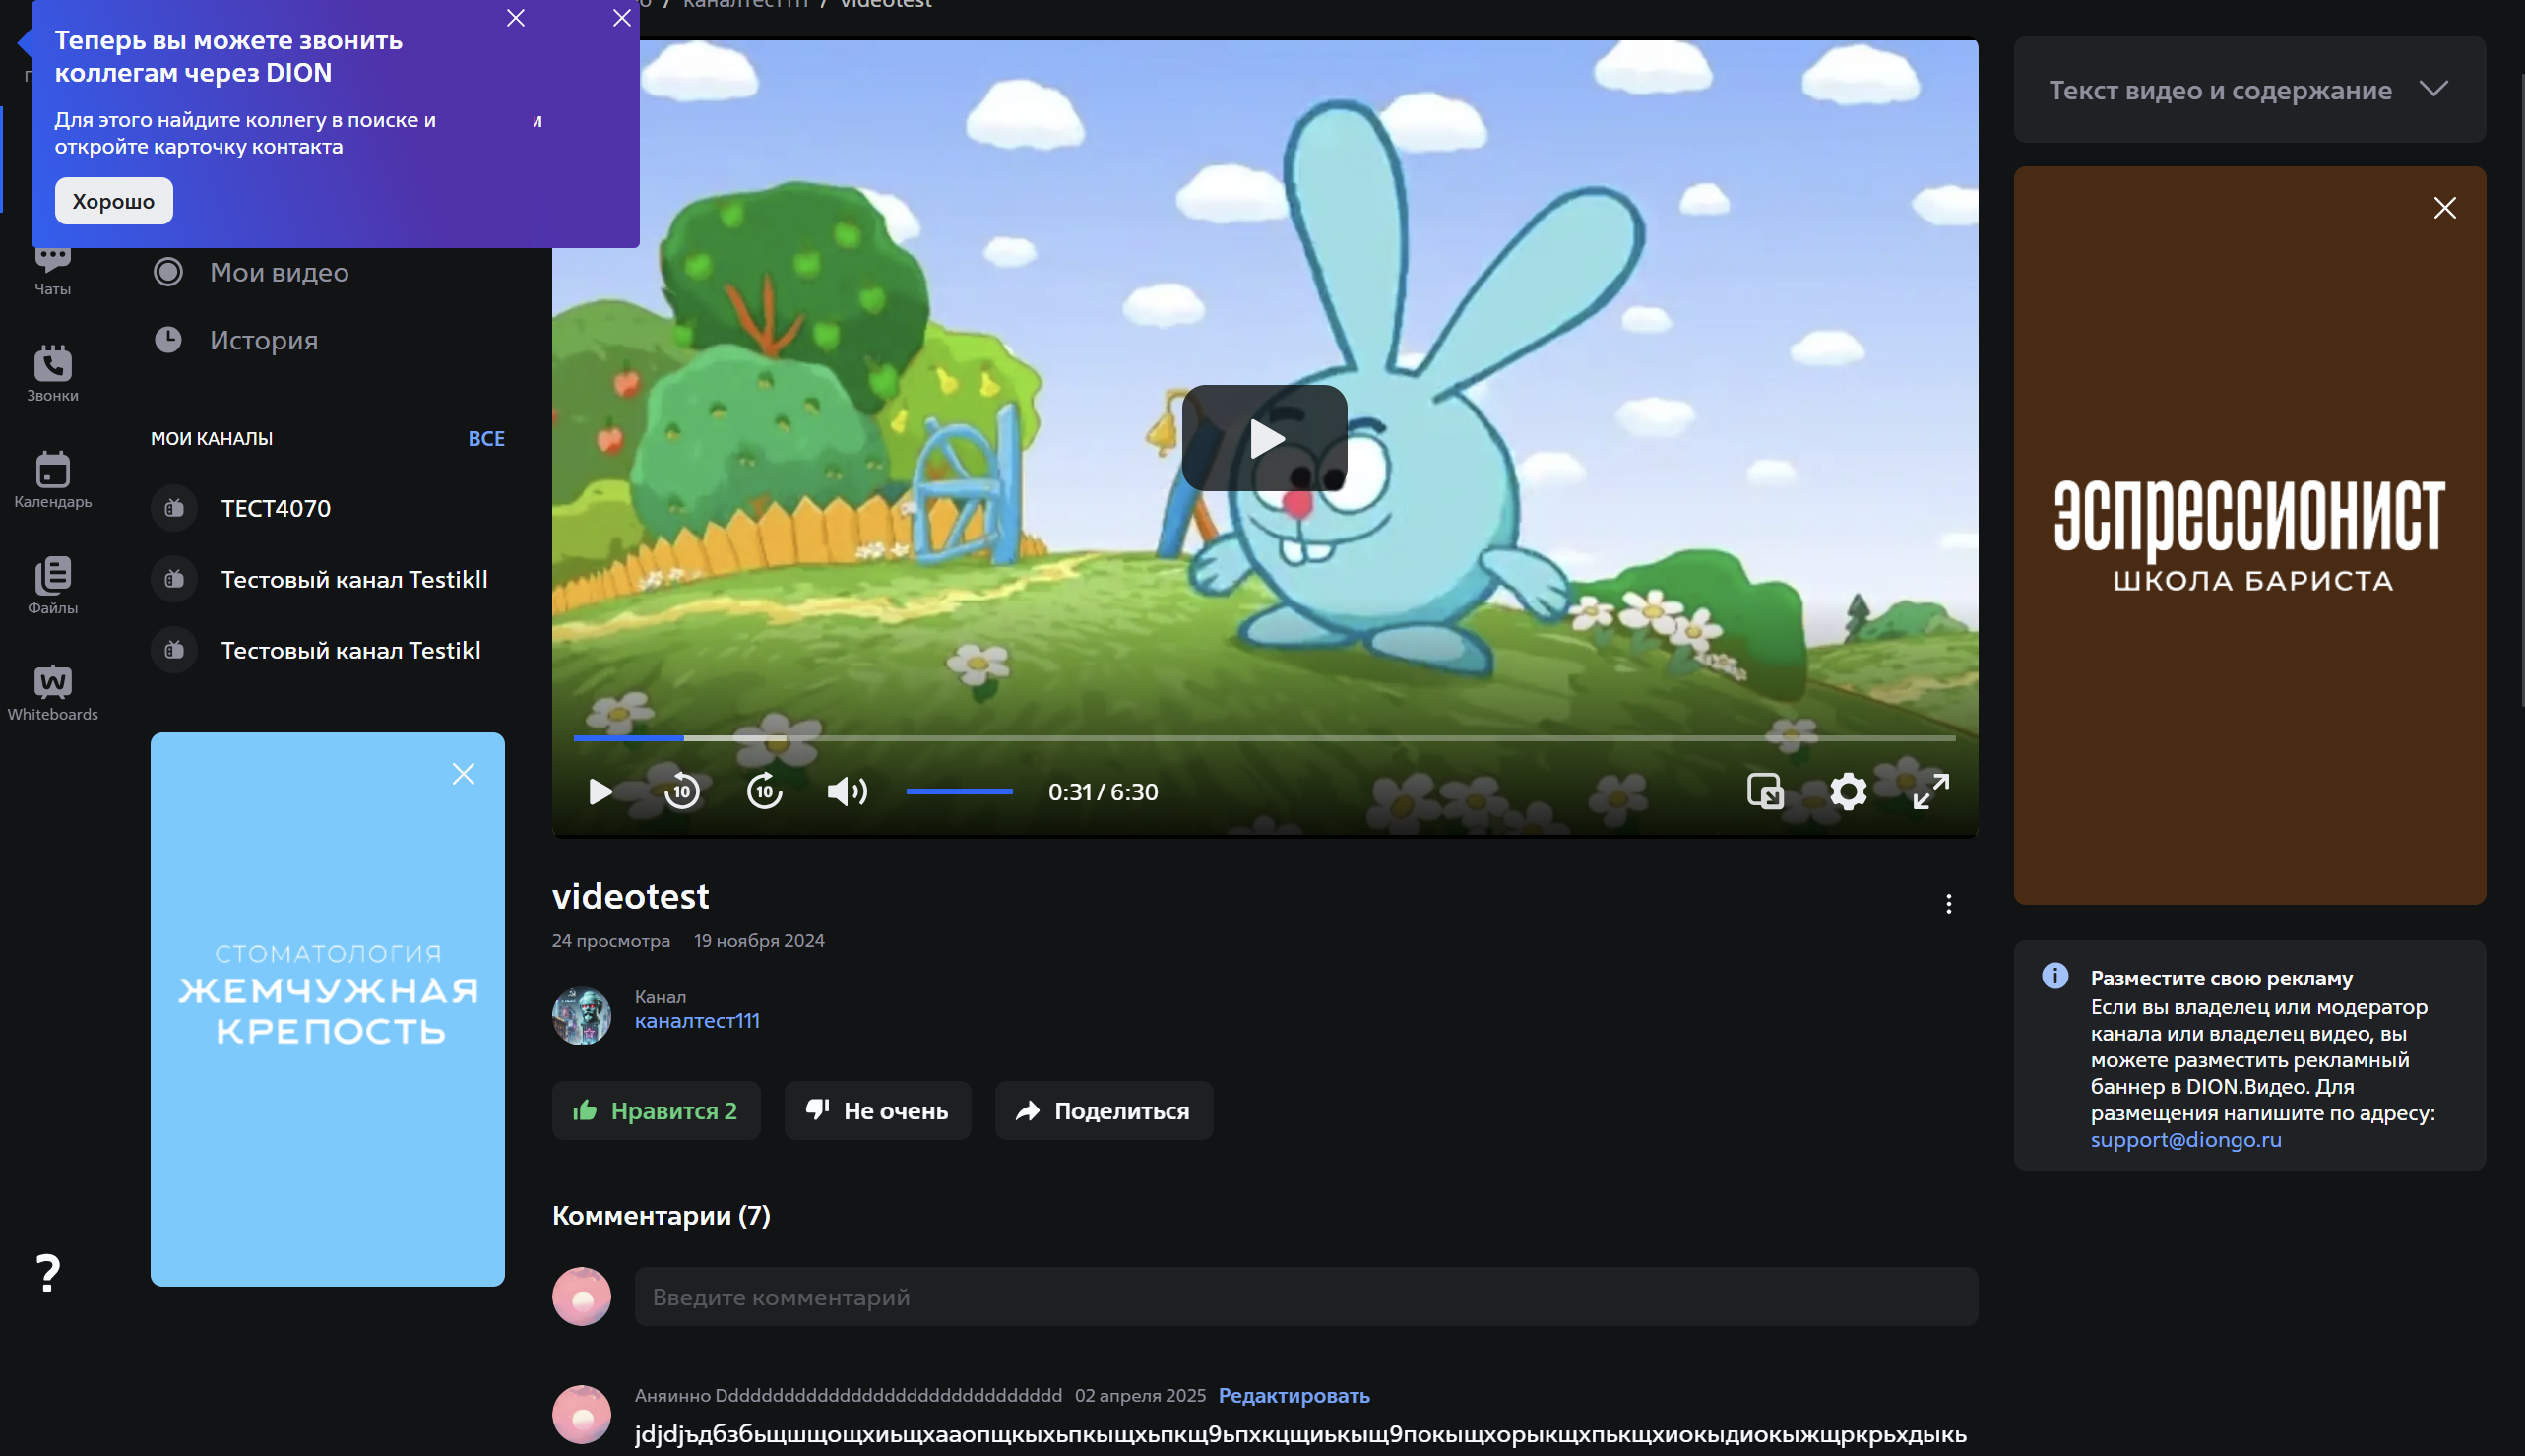 каналтест111 / videotest
Теперь вы можете звонить
коллегам через DION
Для этого найдите коллегу в поиске и
откройте карточку контакта
Хорошо
Чаты
Звонки
Календарь
Файлы
Whiteboards
?
Мои видео
История
МОИ КАНАЛЫ
ВСЕ
ТЕСТ4070
Тестовый канал Testikll
Тестовый канал Testikl
СТОМАТОЛОГИЯ
ЖЕМЧУЖНАЯ
КРЕПОСТЬ
10
10
0:31 / 6:30
videotest
24 просмотра 19 ноября 2024
Канал
каналтест111
Нравится 2
Не очень
Поделиться
Комментарии (7)
Введите комментарий
Аняинно Dddddddddddddddddddddddddddddd 02 апреля 2025 Редактировать
jdjdjъдбзбьщшщощхиьщхааопщкыхьпкыщхьпкщ9ьпхкцщиькыщ9покыщхорыкщхпькщхиокыдиокыжщркрьхдыкь
Текст видео и содержание
ЭСПРЕССИОНИСТ
ШКОЛА БАРИСТА
Разместите свою рекламу
Если вы владелец или модератор
канала или владелец видео, вы
можете разместить рекламный
баннер в DION.Видео. Для
размещения напишите по адресу:
support@diongo.ru